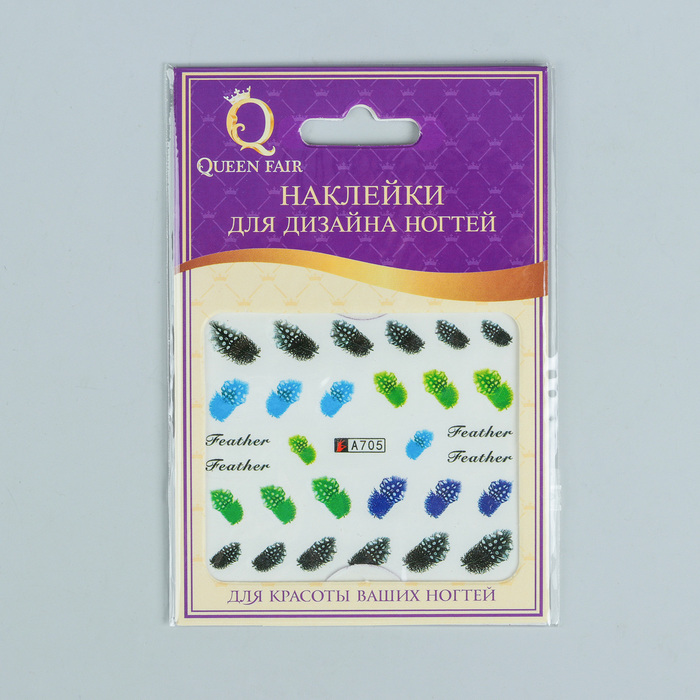 QUEEN FAIR
НАКЛЕЙКИ
ДЛЯ ДИЗАЙНА НОГТЕЙ
Feather
Feather
A705
Feather
Feather
ДЛЯ КРАСОТЫ ВАШИХ НОГТЕЙ